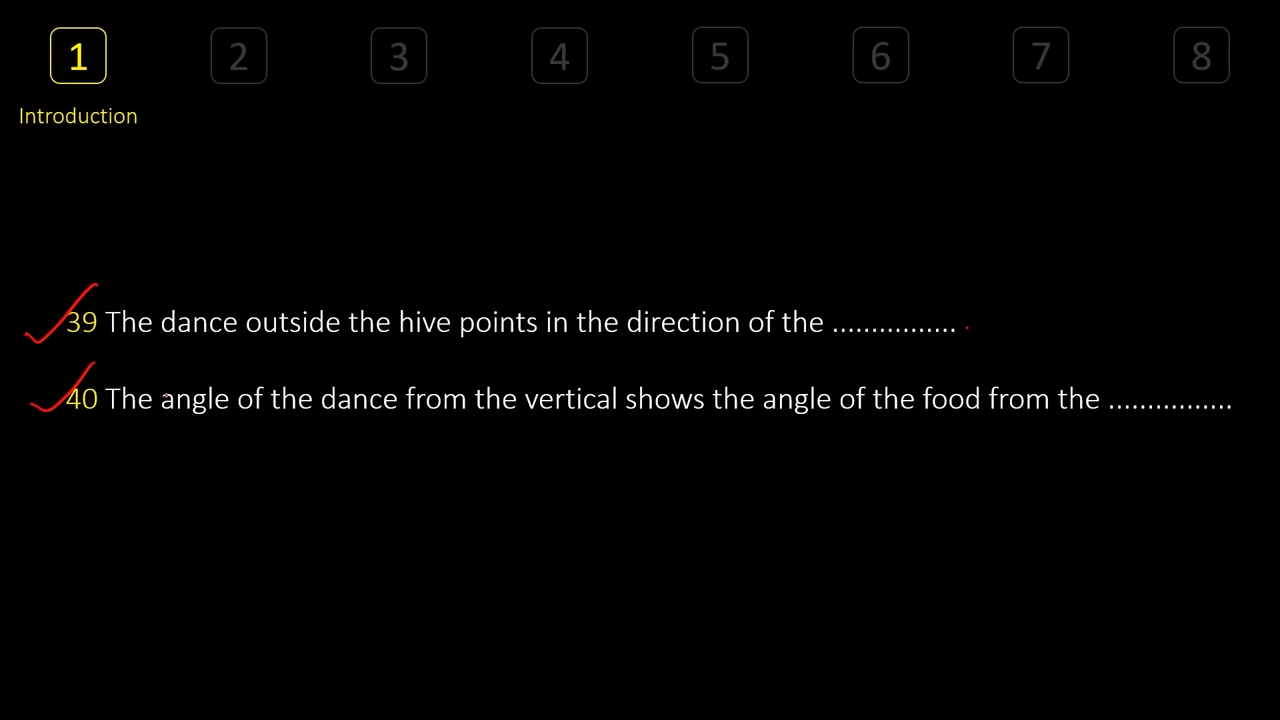 1 2 3 4 5 6 7 8
Introduction
39 The dance outside the hive points in the direction of the ................
40 The angle of the dance from the vertical shows the angle of the food from the ................